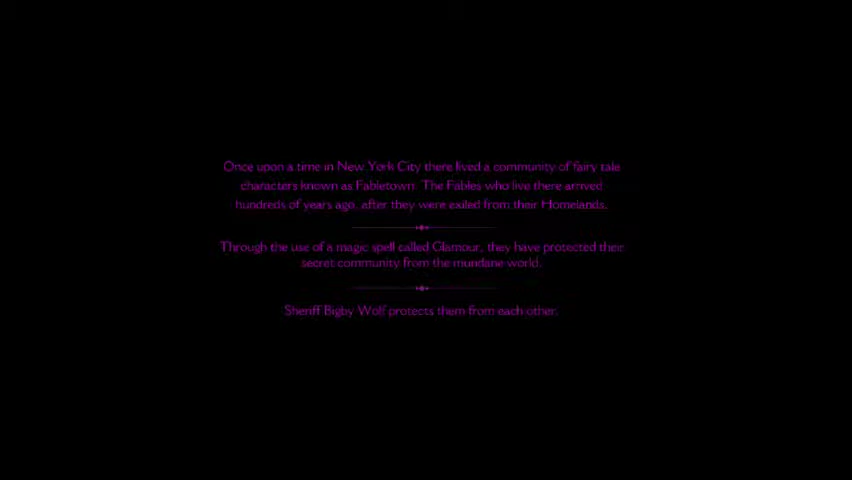 Once upon a time in New York City there lived a community of fairy tale
characters known as Fabletown. The Fables who live there arrived
hundreds of years ago, after they were exiled from their Homelands.
Through the use of a magic spell called Glamour, they have protected their
secret community from the mundane world.
Sheriff Bigby Wolf protects them from each other.